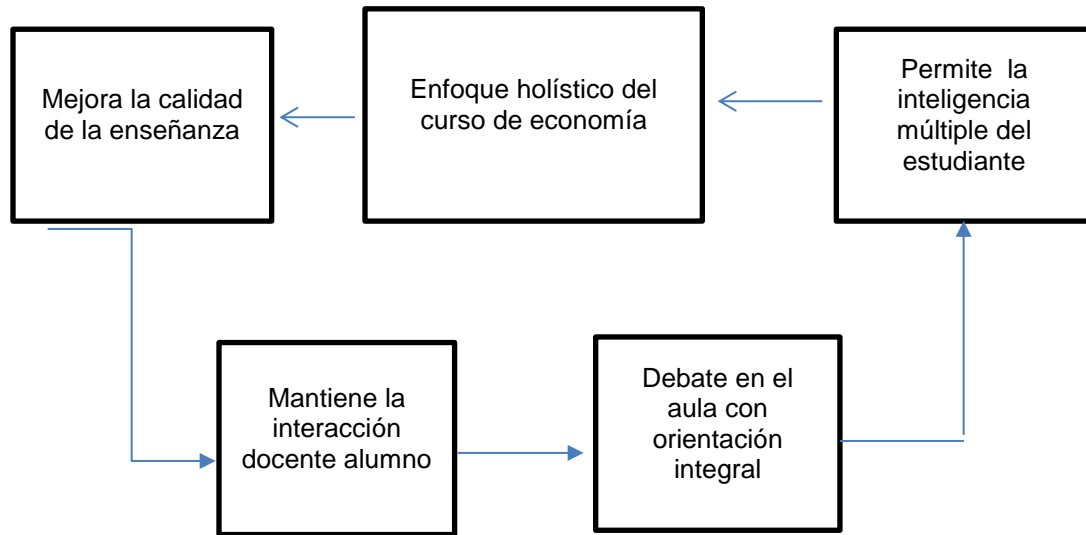 Mejora la calidad
de la enseñanza
Enfoque holístico del
curso de economía
Permite la
inteligencia
múltiple del
estudiante
Mantiene la
interacción
docente alumno
Debate en el
aula con
orientación
integral